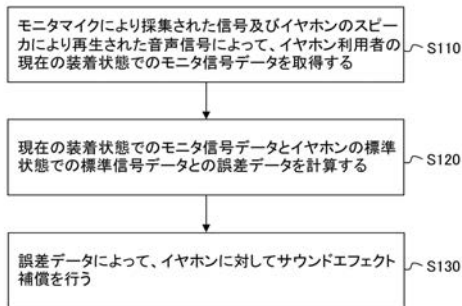 モニタマイクにより採集された信号及びイヤホンのスピー
カにより再生された音声信号によって、イヤホン利用者の
現在の装着状態でのモニタ信号データを取得する
S110
現在の装着状態でのモニタ信号データとイヤホンの標準
状態での標準信号データとの誤差データを計算する
S120
誤差データによって、イヤホンに対してサウンドエフェクト
補償を行う
S130